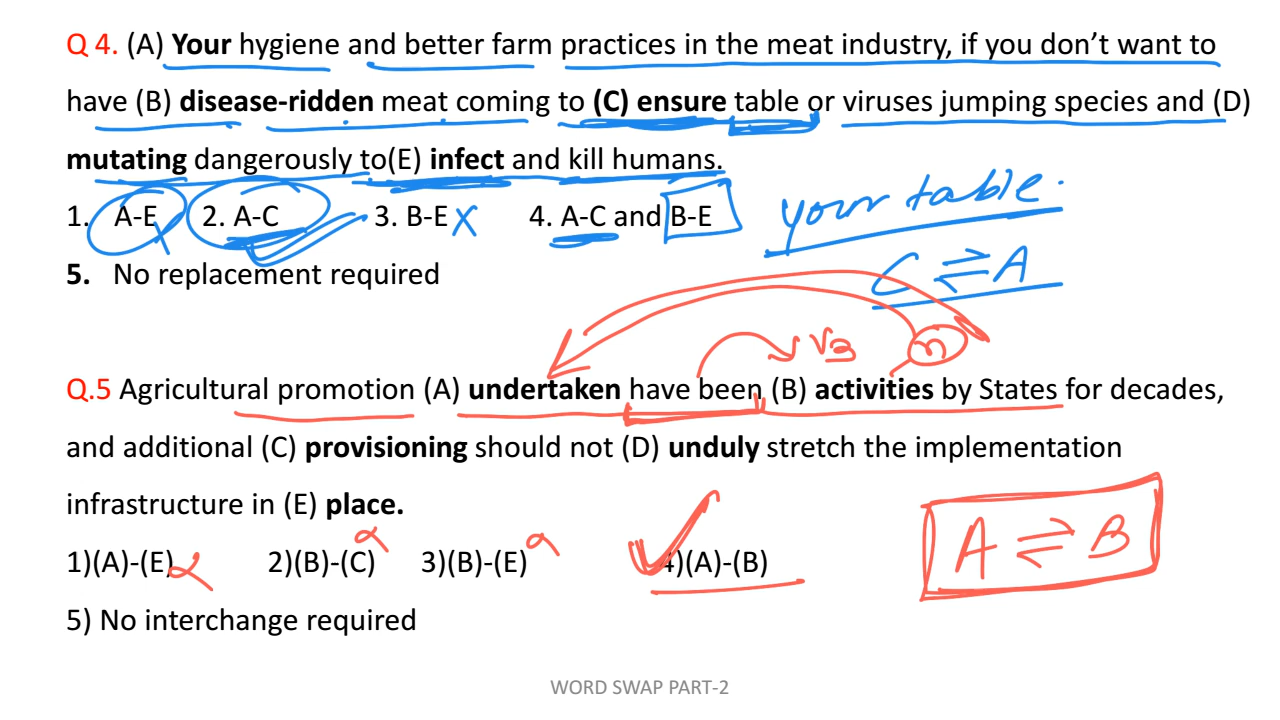 Q 4. (A) Your hygiene and better farm practices in the meat industry, if you don’t want to
have (B) disease-ridden meat coming to (C) ensure table or viruses jumping species and (D)
mutating dangerously to(E) infect and kill humans.
1. A-E 2. A-C 3. B-E X 4. A-C and B-E
your table.
5. No replacement required
C ⇄ A
V3
n
Q.5 Agricultural promotion (A) undertaken have been (B) activities by States for decades,
and additional (C) provisioning should not (D) unduly stretch the implementation
infrastructure in (E) place.
A ⇄ B
1)(A)-(E) 2)(B)-(C) 3)(B)-(E) 4)(A)-(B)
5) No interchange required
WORD SWAP PART-2